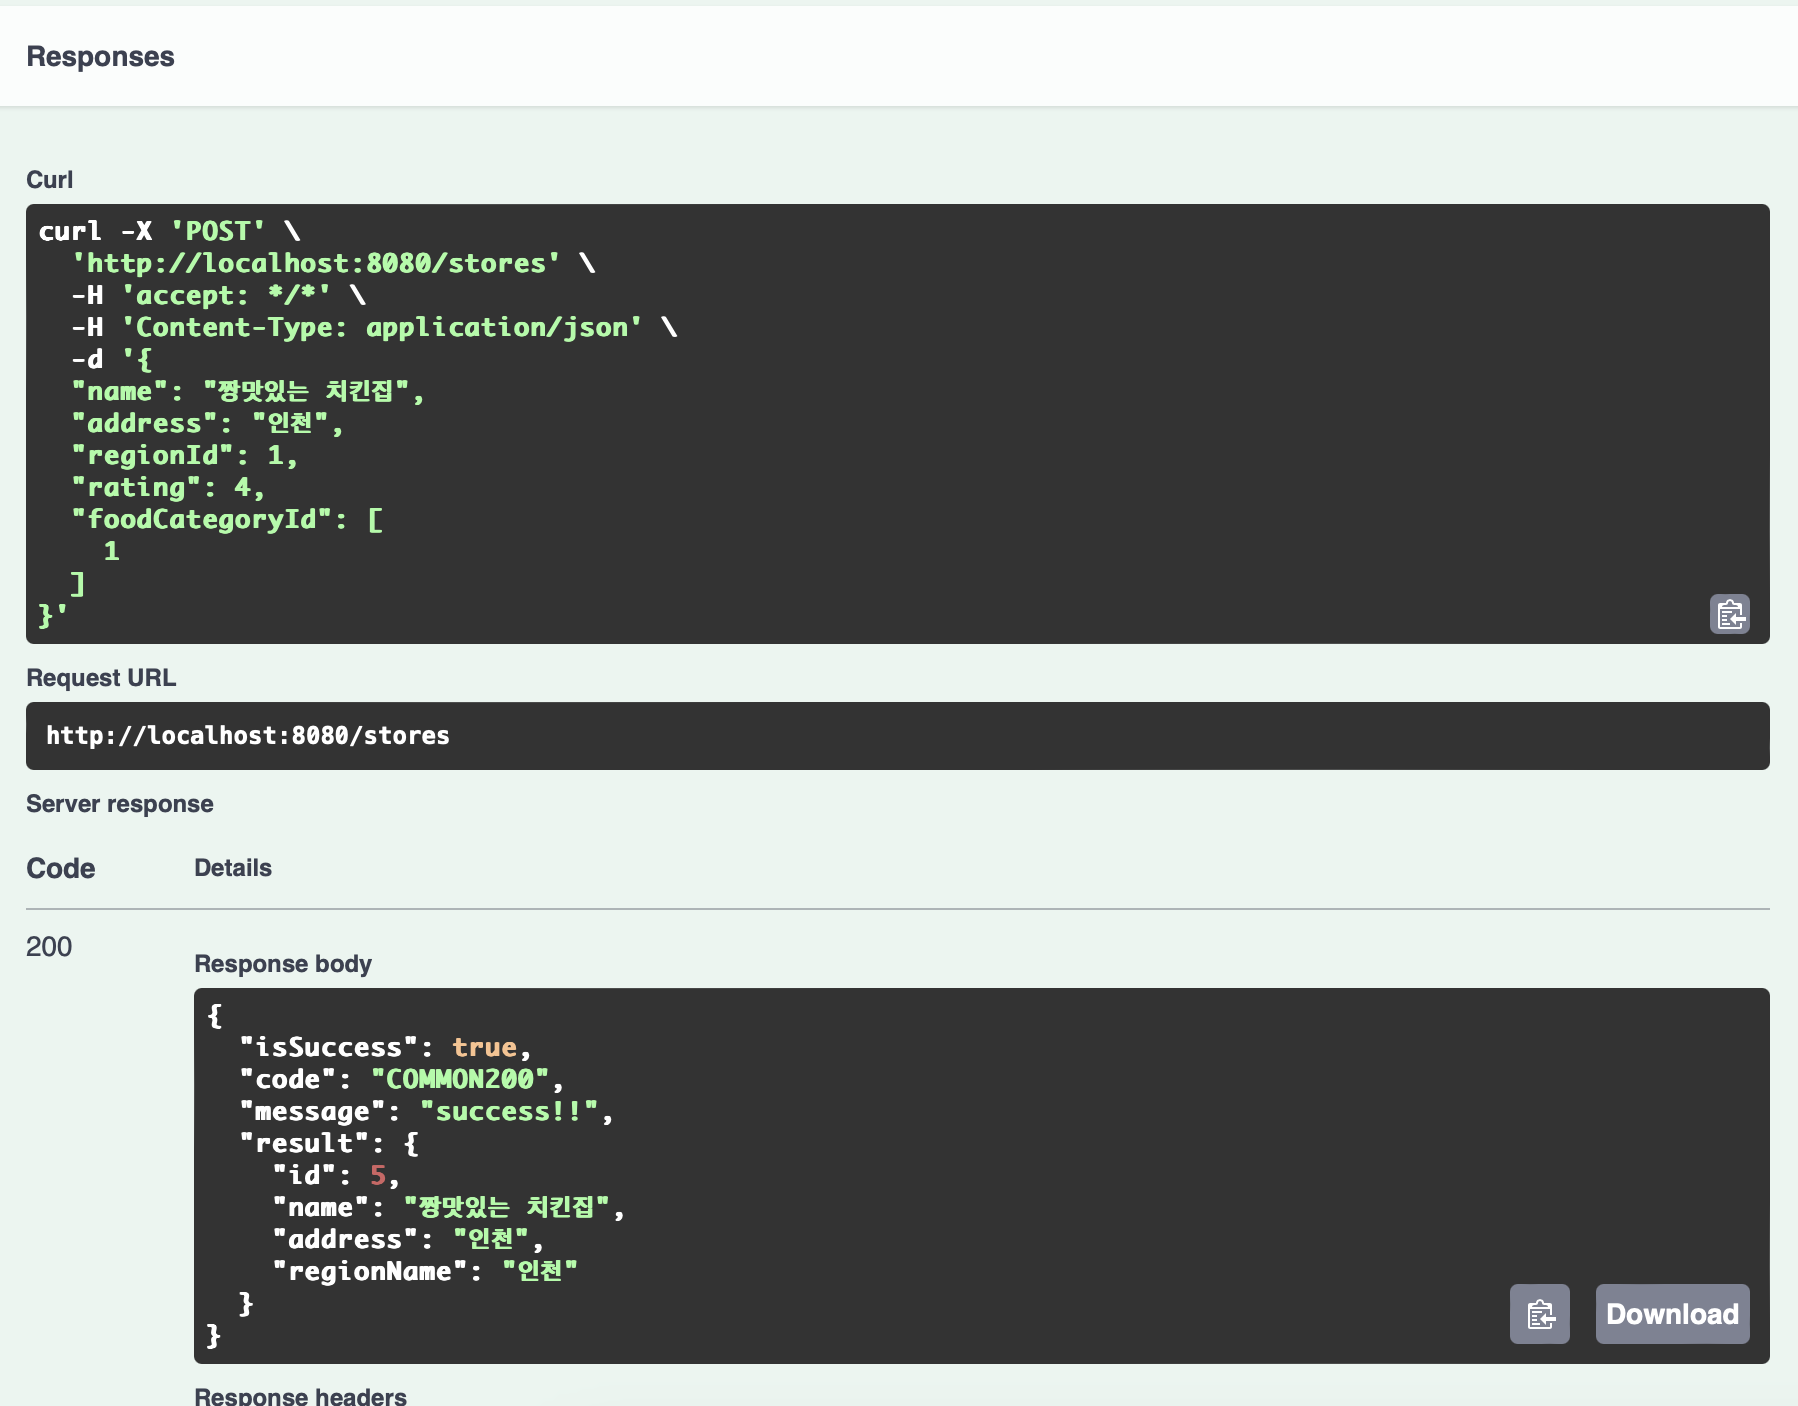 Responses
Curl
curl -X 'POST' \
  'http://localhost:8080/stores' \
  -H 'accept: */*' \
  -H 'Content-Type: application/json' \
  -d '{
  "name": "짱맛있는 치킨집",
  "address": "인천",
  "regionId": 1,
  "rating": 4,
  "foodCategoryId": [
    1
  ]
}'
Request URL
http://localhost:8080/stores
Server response
Code Details
200
Response body
{
  "isSuccess": true,
  "code": "COMMON200",
  "message": "success!!",
  "result": {
    "id": 5,
    "name": "짱맛있는 치킨집",
    "address": "인천",
    "regionName": "인천"
  }
}
Download
Response headers